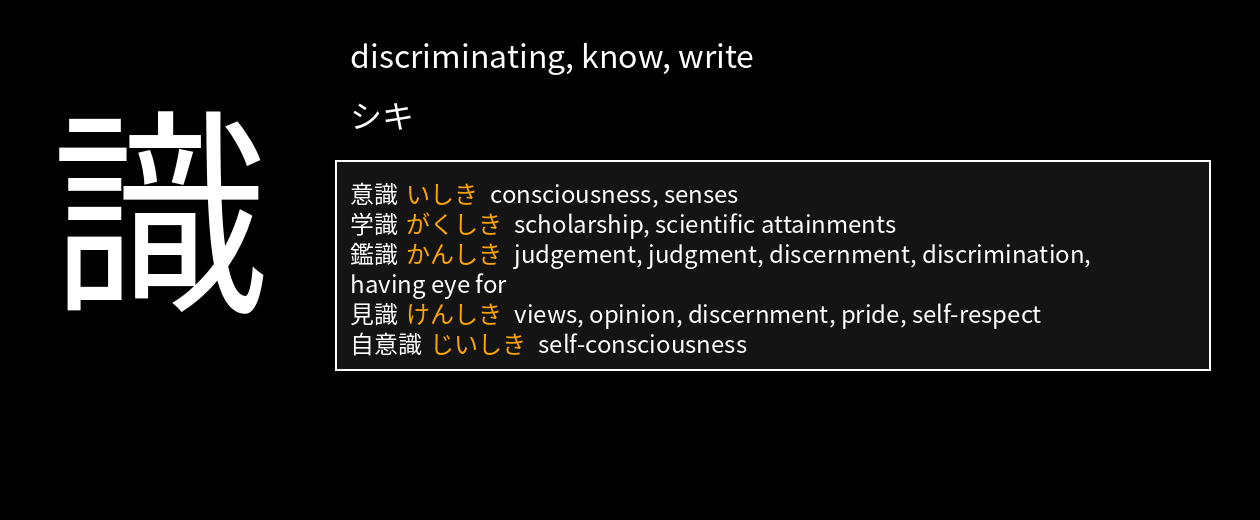 識
discriminating, know, write
シキ
意識 いしき consciousness, senses
学識 がくしき scholarship, scientific attainments
鑑識 かんしき judgement, judgment, discernment, discrimination,
having eye for
見識 けんしき views, opinion, discernment, pride, self-respect
自意識 じいしき self-consciousness